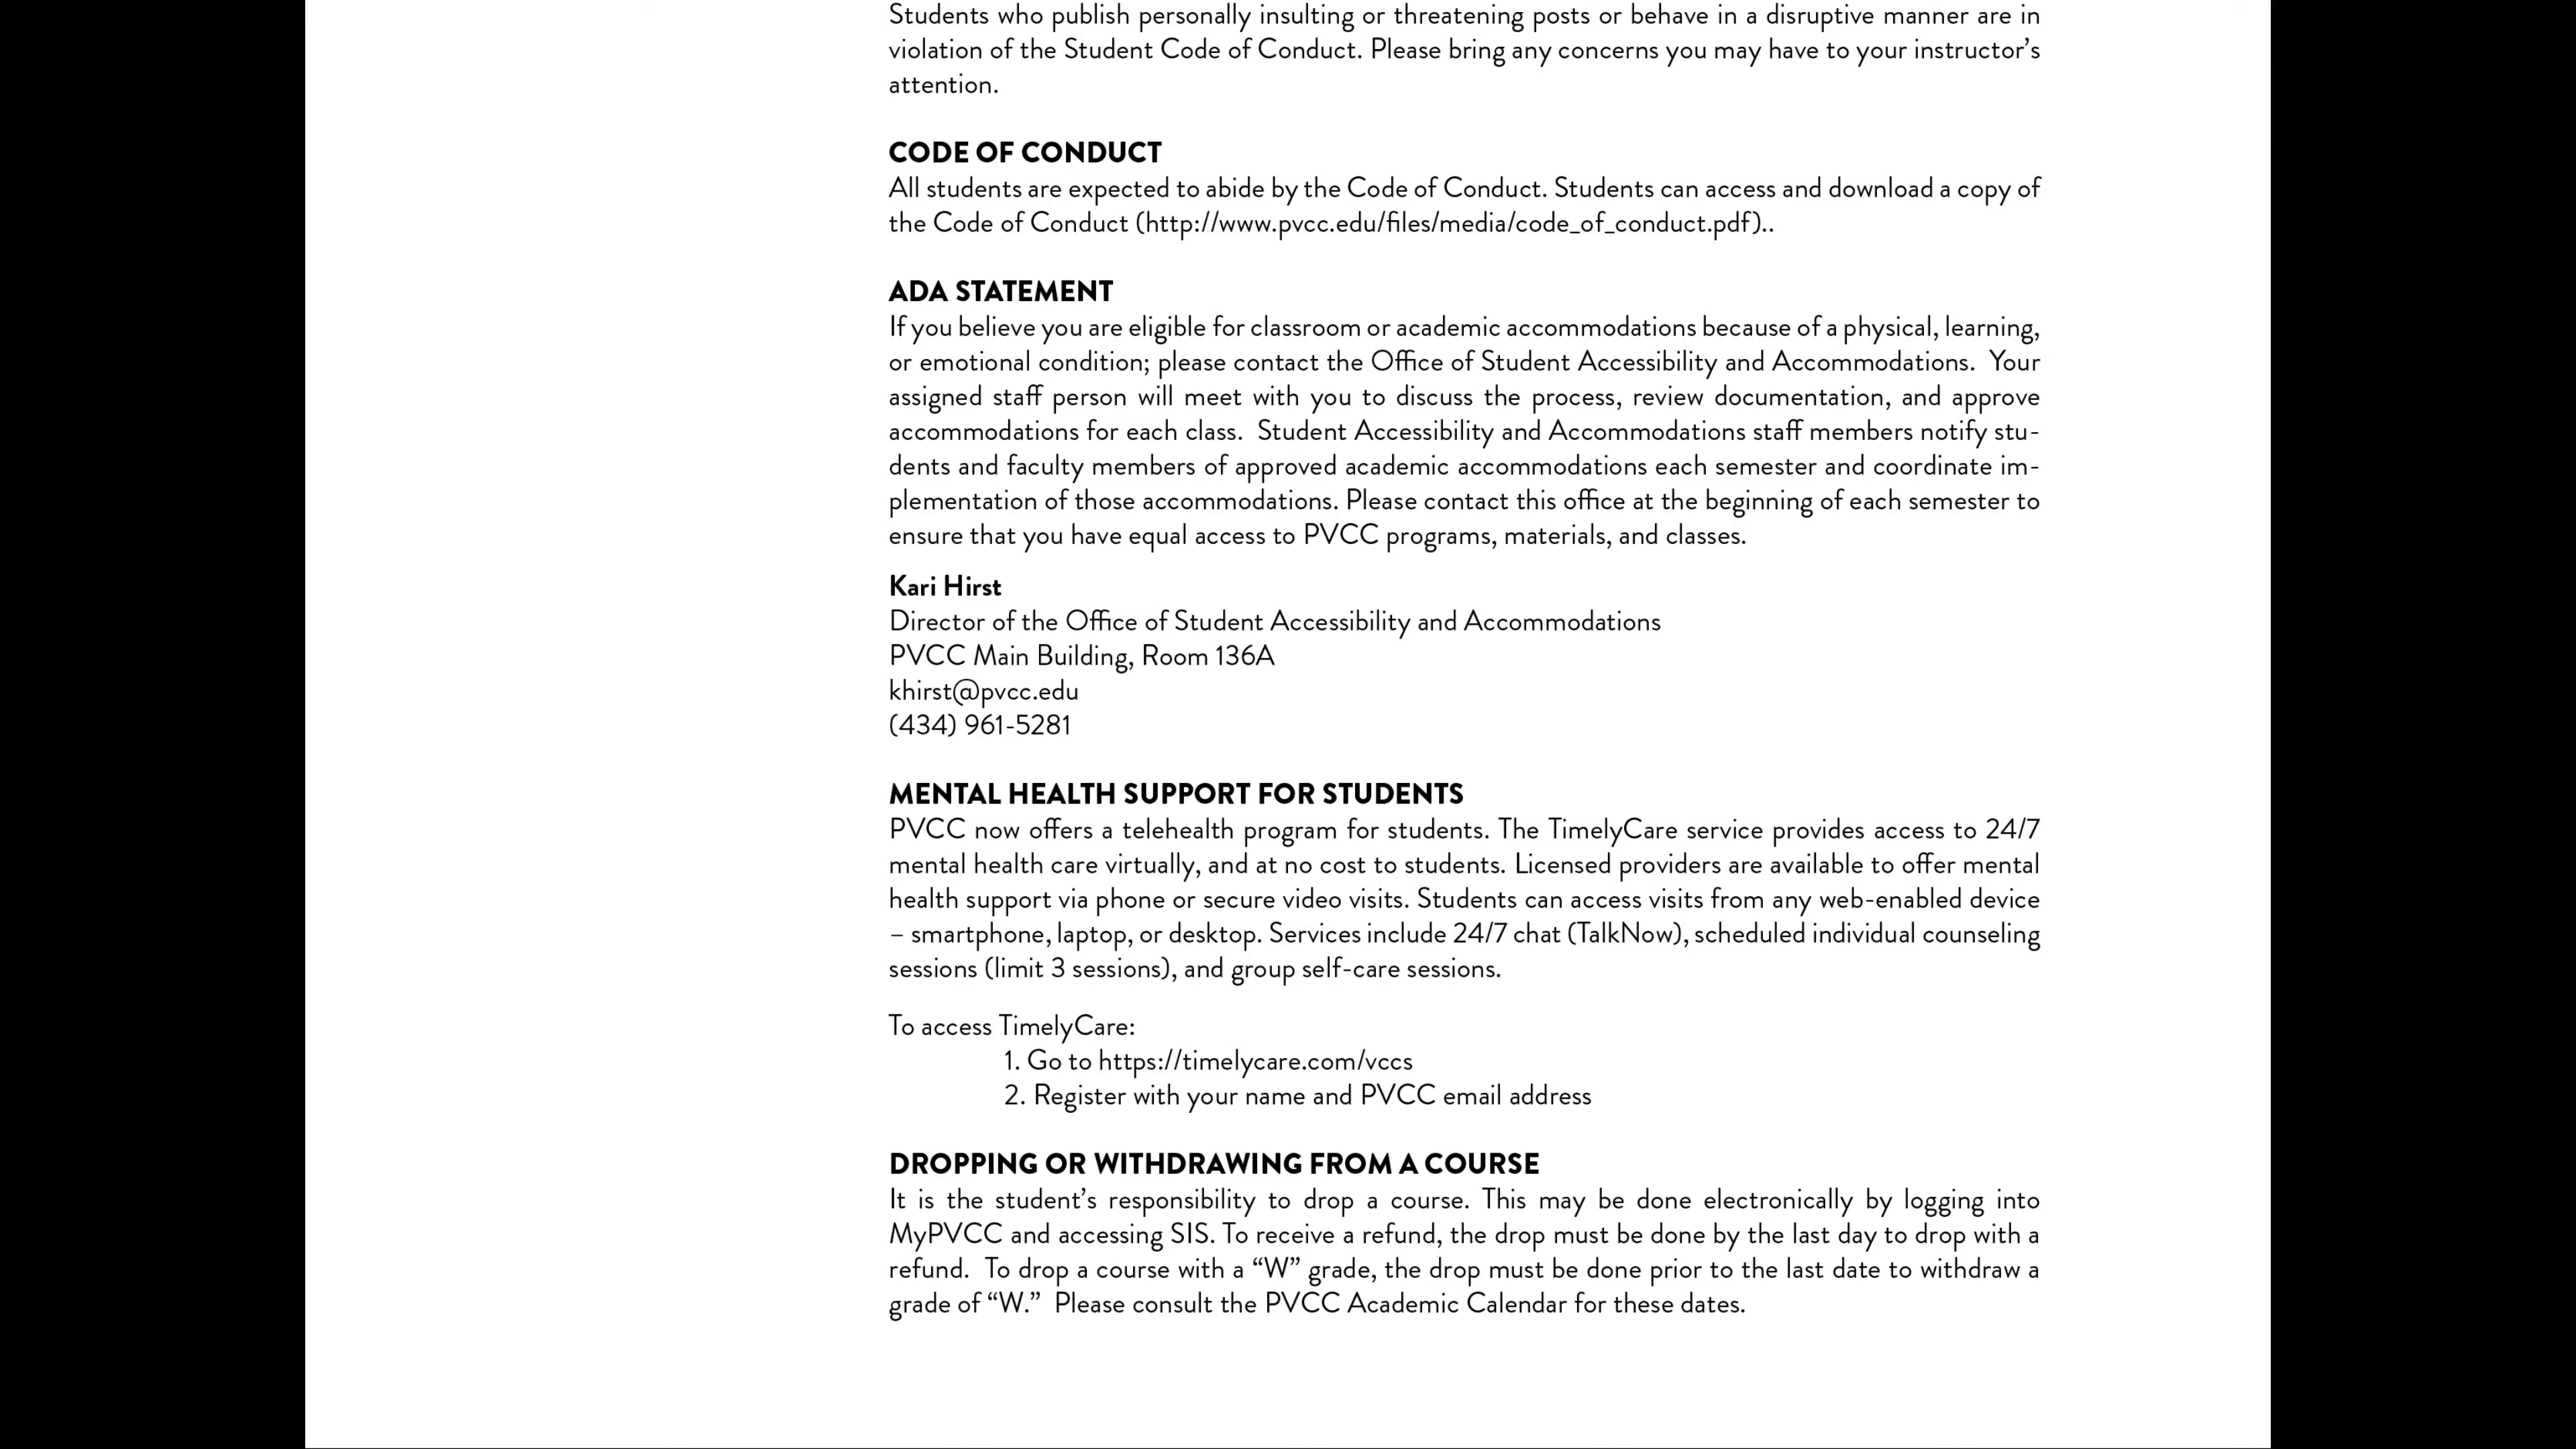 Students who publish personally insulting or threatening posts or behave in a disruptive manner are in
violation of the Student Code of Conduct. Please bring any concerns you may have to your instructor’s
attention.
CODE OF CONDUCT
All students are expected to abide by the Code of Conduct. Students can access and download a copy of
the Code of Conduct (http://www.pvcc.edu/files/media/code_of_conduct.pdf)..
ADA STATEMENT
If you believe you are eligible for classroom or academic accommodations because of a physical, learning,
or emotional condition; please contact the Office of Student Accessibility and Accommodations.  Your
assigned staff person will meet with you to discuss the process, review documentation, and approve
accommodations for each class.  Student Accessibility and Accommodations staff members notify stu-
dents and faculty members of approved academic accommodations each semester and coordinate im-
plementation of those accommodations. Please contact this office at the beginning of each semester to
ensure that you have equal access to PVCC programs, materials, and classes.
Kari Hirst
Director of the Office of Student Accessibility and Accommodations
PVCC Main Building, Room 136A
khirst@pvcc.edu
(434) 961-5281
MENTAL HEALTH SUPPORT FOR STUDENTS
PVCC now offers a telehealth program for students. The TimelyCare service provides access to 24/7
mental health care virtually, and at no cost to students. Licensed providers are available to offer mental
health support via phone or secure video visits. Students can access visits from any web-enabled device
– smartphone, laptop, or desktop. Services include 24/7 chat (TalkNow), scheduled individual counseling
sessions (limit 3 sessions), and group self-care sessions.
To access TimelyCare:
1. Go to https://timelycare.com/vccs
2. Register with your name and PVCC email address
DROPPING OR WITHDRAWING FROM A COURSE
It is the student’s responsibility to drop a course. This may be done electronically by logging into
MyPVCC and accessing SIS. To receive a refund, the drop must be done by the last day to drop with a
refund.  To drop a course with a “W” grade, the drop must be done prior to the last date to withdraw a
grade of “W.”  Please consult the PVCC Academic Calendar for these dates.